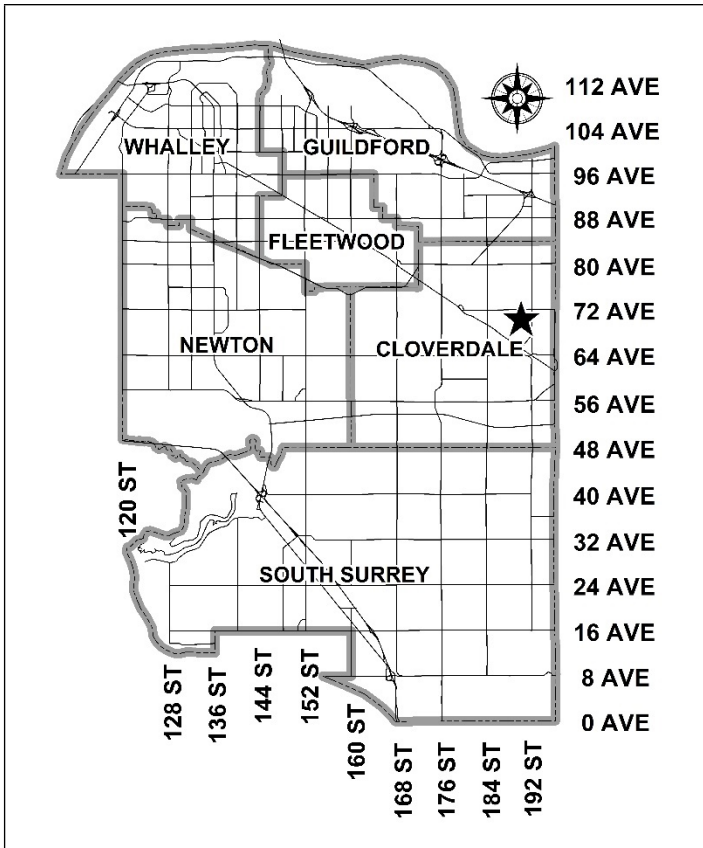 112 AVE
104 AVE
WHALLEY
GUILDFORD
96 AVE
88 AVE
FLEETWOOD
80 AVE
72 AVE
NEWTON
CLOVERDALE
64 AVE
56 AVE
48 AVE
120 ST
40 AVE
32 AVE
SOUTH SURREY
24 AVE
16 AVE
8 AVE
0 AVE
128 ST
136 ST
144 ST
152 ST
160 ST
168 ST
176 ST
184 ST
192 ST